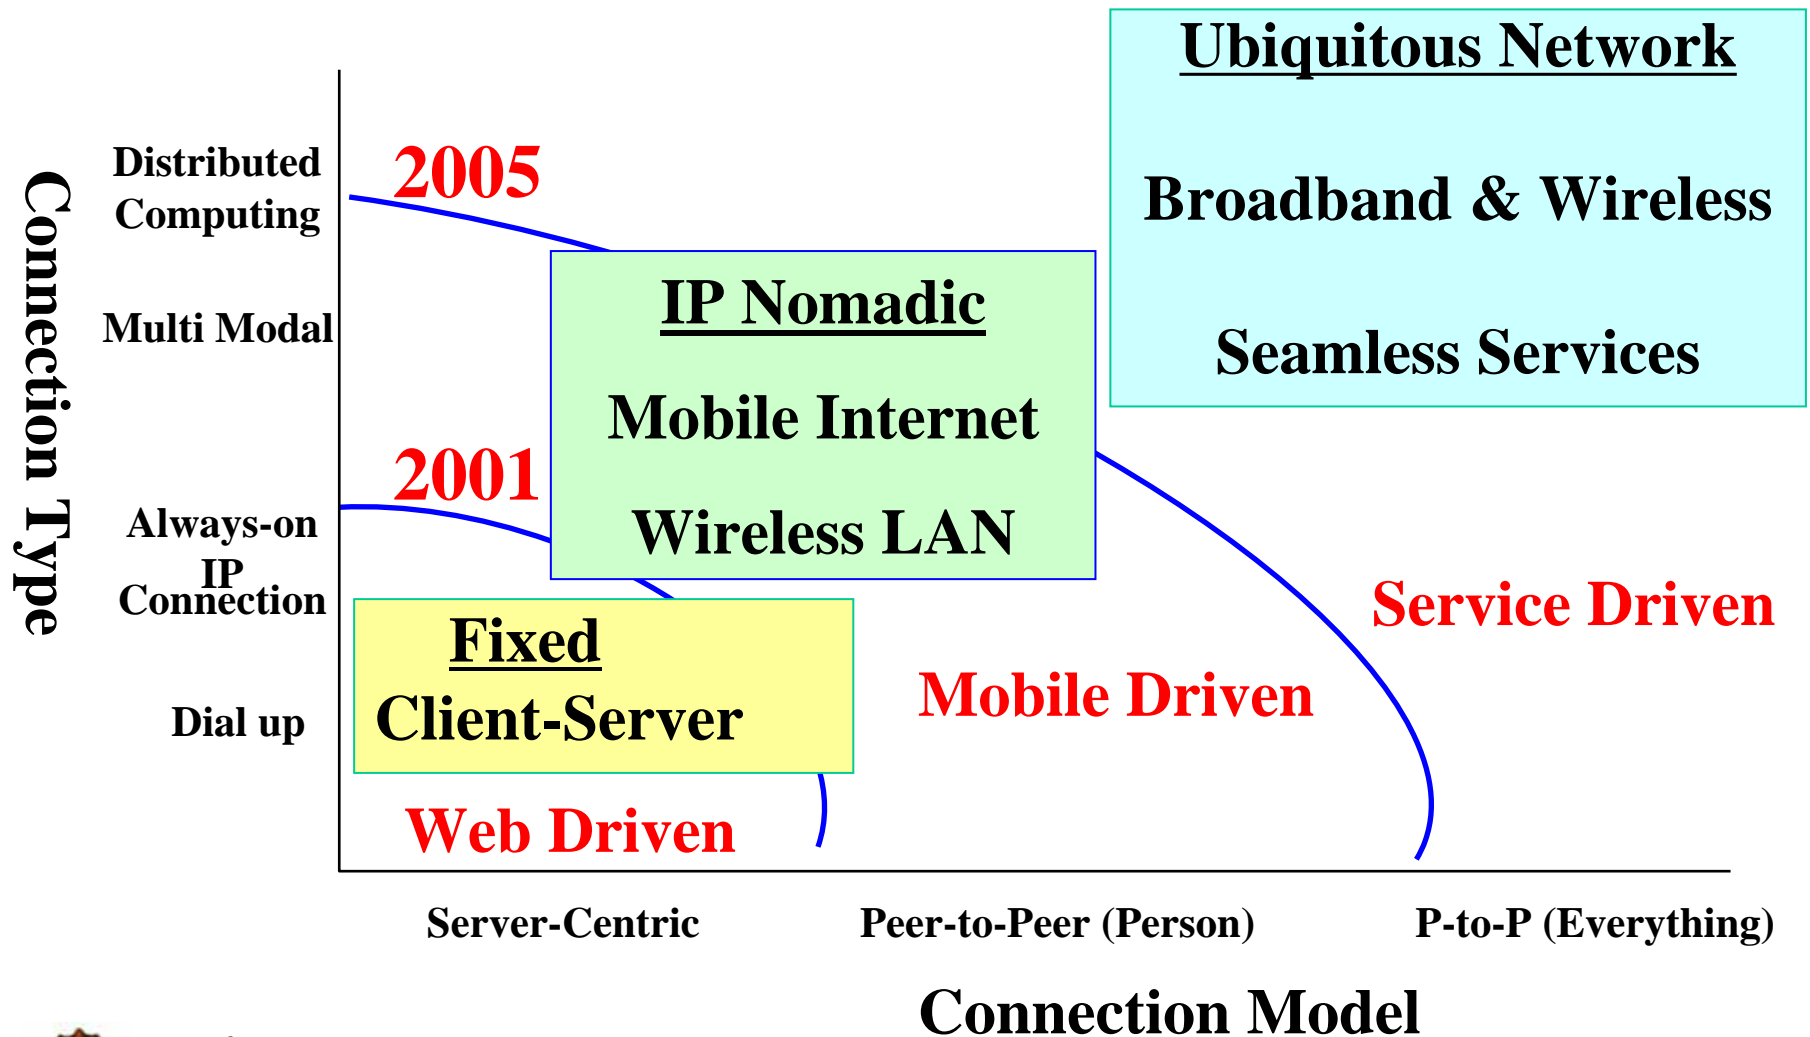 Ubiquitous Network
Broadband & Wireless
Seamless Services
Connection Type
Distributed
Computing
Multi Modal
Always-on
IP
Connection
Dial up
2005
IP Nomadic
Mobile Internet
Wireless LAN
2001
Fixed
Client-Server
Service Driven
Mobile Driven
Web Driven
Server-Centric
Peer-to-Peer (Person)
P-to-P (Everything)
Connection Model